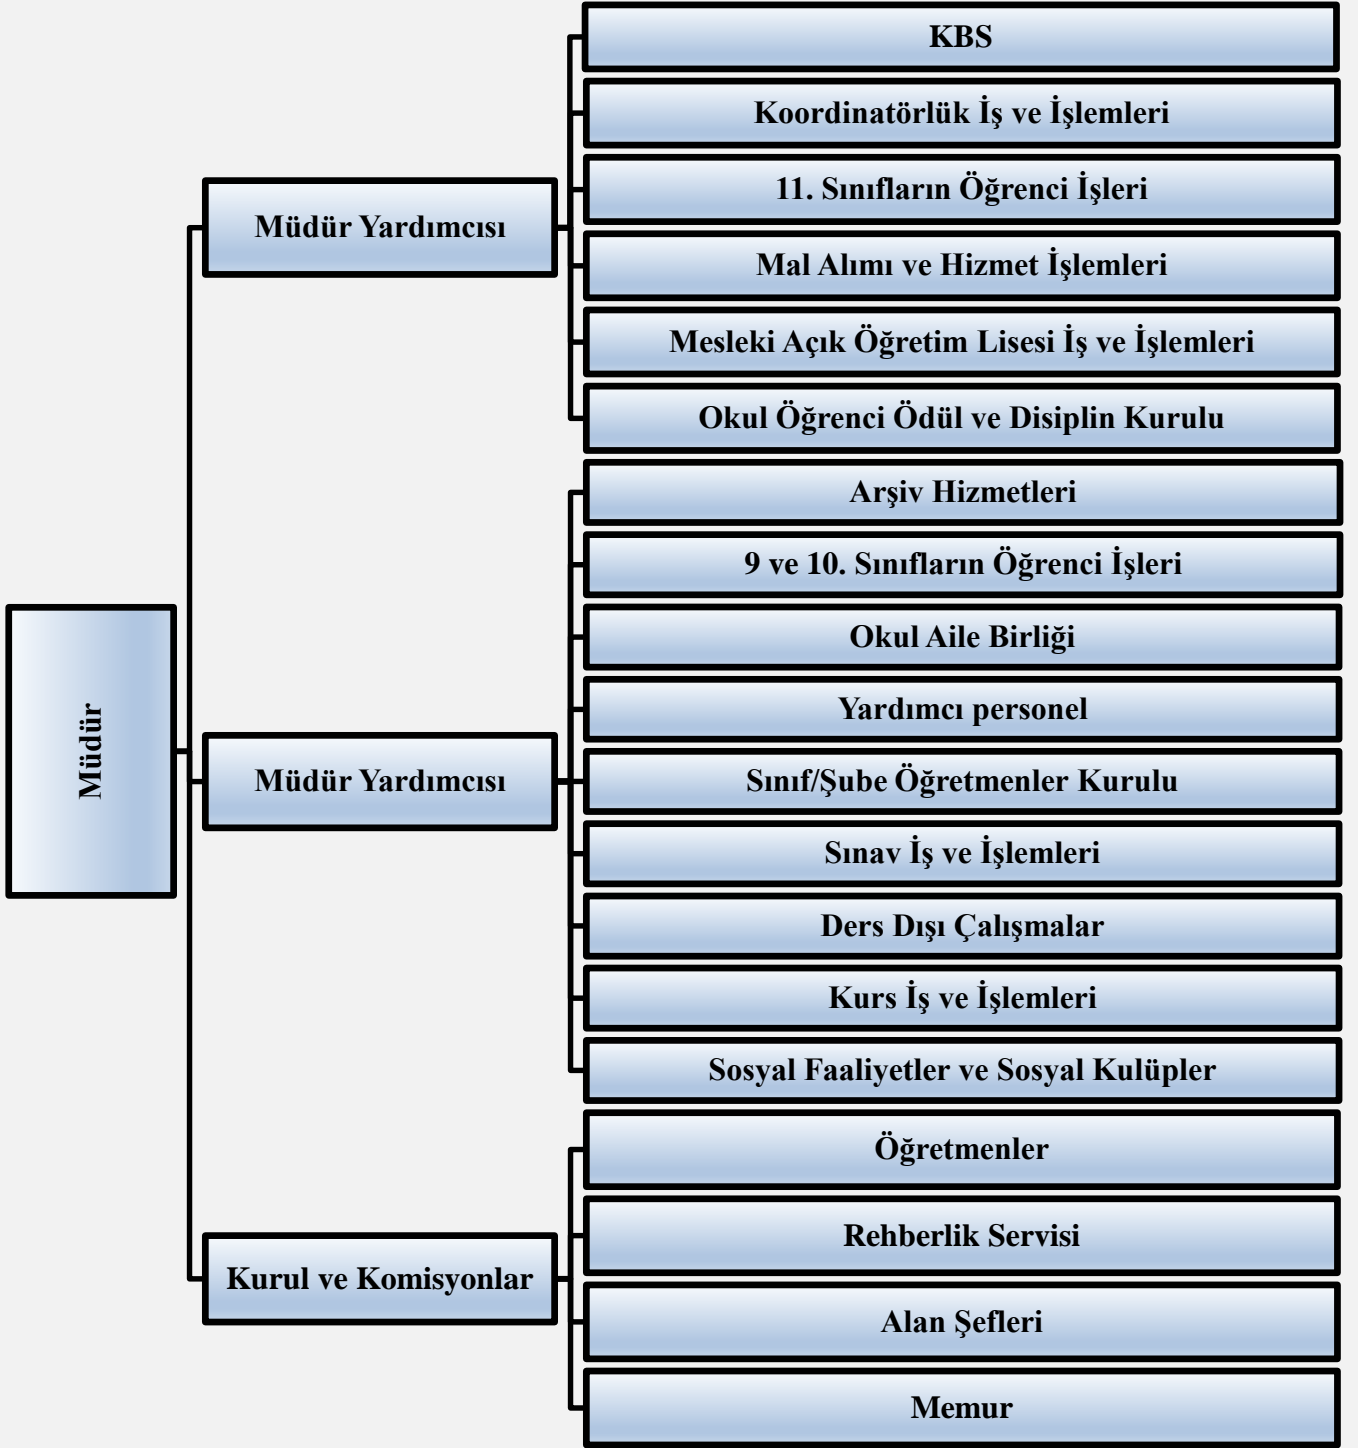 Müdür
Müdür Yardımcısı
KBS
Koordinatörlük İş ve İşlemleri
11. Sınıfların Öğrenci İşleri
Mal Alımı ve Hizmet İşlemleri
Mesleki Açık Öğretim Lisesi İş ve İşlemleri
Okul Öğrenci Ödül ve Disiplin Kurulu
Müdür Yardımcısı
Arşiv Hizmetleri
9 ve 10. Sınıfların Öğrenci İşleri
Okul Aile Birliği
Yardımcı personel
Sınıf/Şube Öğretmenler Kurulu
Sınav İş ve İşlemleri
Ders Dışı Çalışmalar
Kurs İş ve İşlemleri
Sosyal Faaliyetler ve Sosyal Kulüpler
Kurul ve Komisyonlar
Öğretmenler
Rehberlik Servisi
Alan Şefleri
Memur